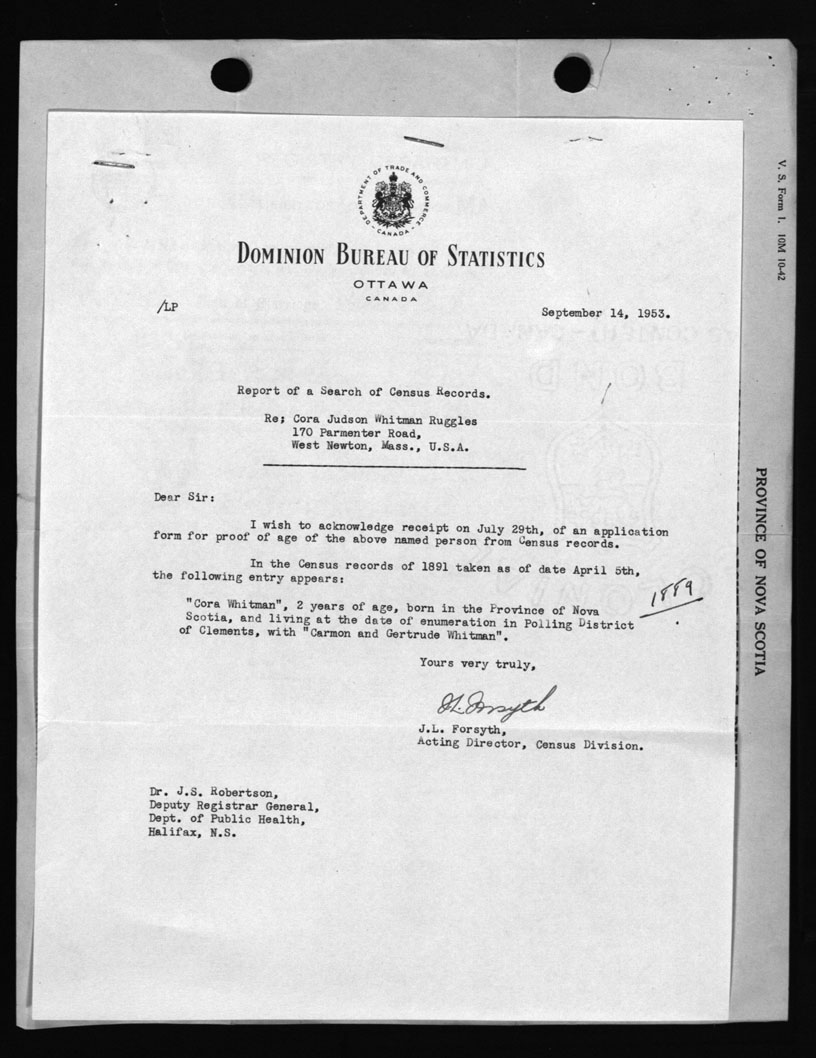 DEPARTMENT OF TRADE AND COMMERCE
- CANADA -
DOMINION BUREAU OF STATISTICS
OTTAWA
CANADA
/LP
September 14, 1953.
Report of a Search of Census Records.
Re; Cora Judson Whitman Ruggles
170 Parmenter Road,
West Newton, Mass., U.S.A.
Dear Sir:
I wish to acknowledge receipt on July 29th, of an application
form for proof of age of the above named person from Census records.
In the Census records of 1891 taken as of date April 5th,
the following entry appears:
1889
"Cora Whitman", 2 years of age, born in the Province of Nova
Scotia, and living at the date of enumeration in Polling District
of Clements, with "Carmon and Gertrude Whitman".
Yours very truly,
J.L. Forsyth
J.L. Forsyth,
Acting Director, Census Division.
Dr. J.S. Robertson,
Deputy Registrar General,
Dept. of Public Health,
Halifax, N.S.
V. S. Form 1. 10M 10-42
PROVINCE OF NOVA SCOTIA